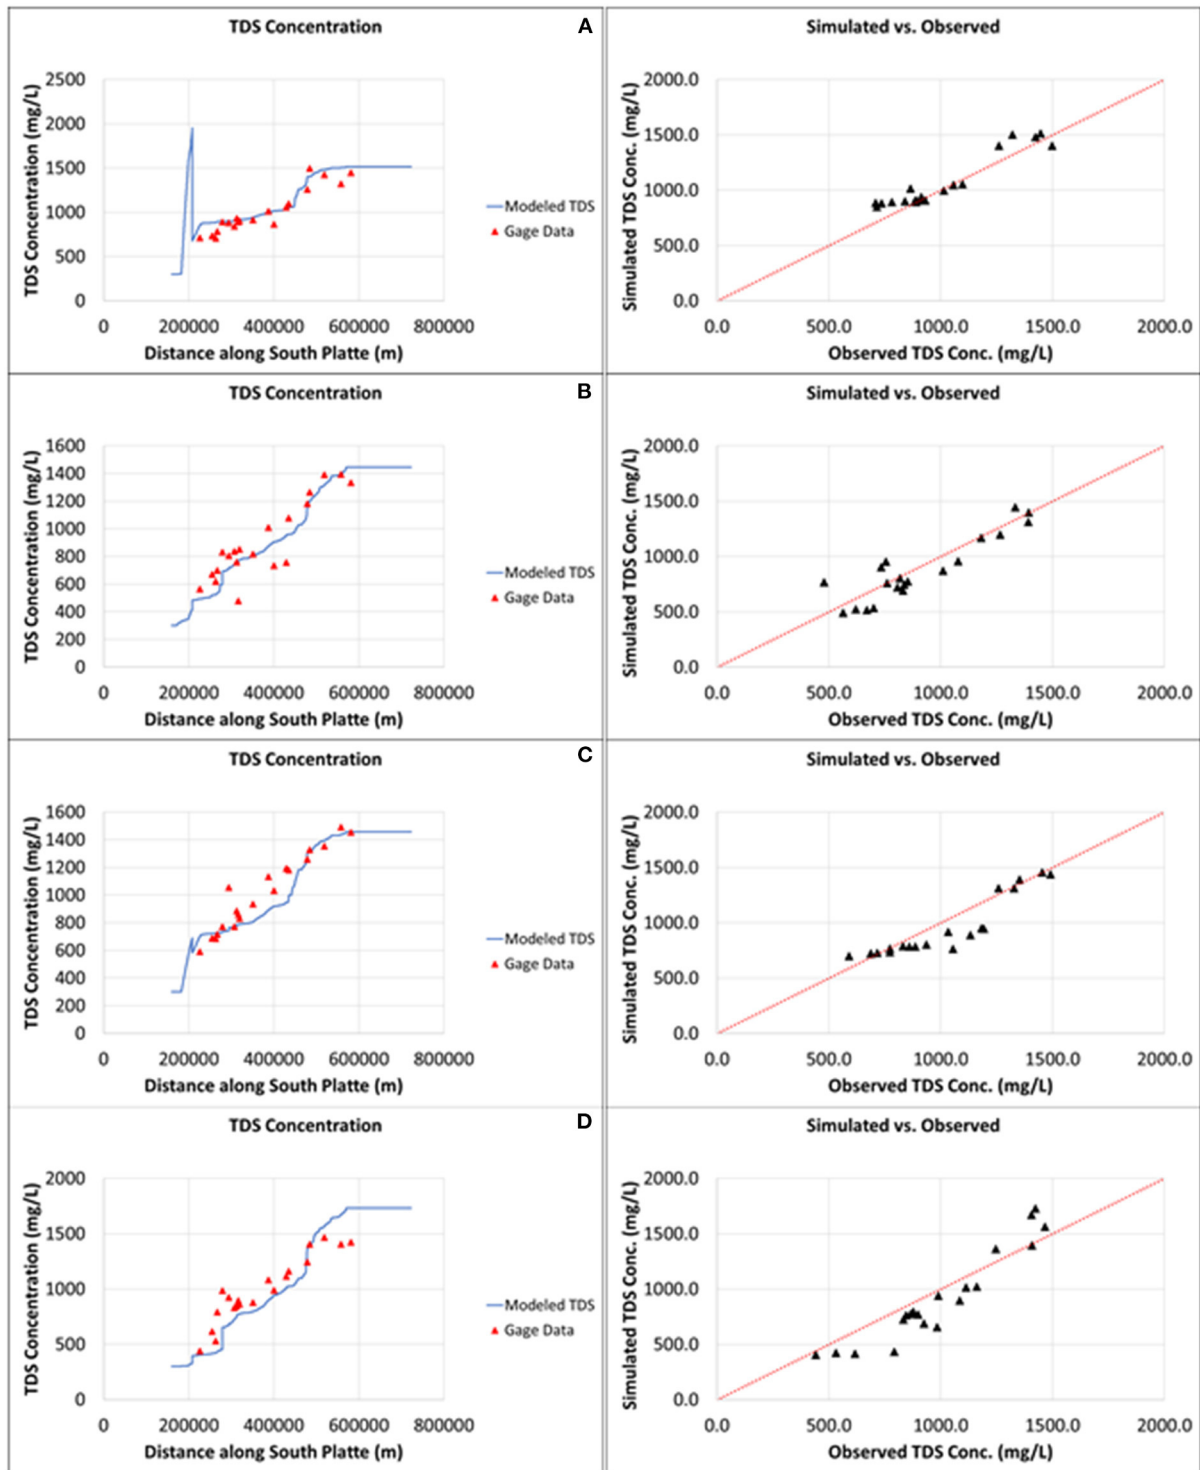 TDS Concentration
A
TDS Concentration (mg/L)
2500
2000
1500
1000
500
0
0 200000 400000 600000 800000
Distance along South Platte (m)
Modeled TDS
Gage Data
Simulated vs. Observed
Simulated TDS Conc. (mg/L)
2000.0
1500.0
1000.0
500.0
0.0
0.0 500.0 1000.0 1500.0 2000.0
Observed TDS Conc. (mg/L)
TDS Concentration
B
TDS Concentration (mg/L)
1600
1400
1200
1000
800
600
400
200
0
0 200000 400000 600000 800000
Distance along South Platte (m)
Modeled TDS
Gage Data
Simulated vs. Observed
Simulated TDS Conc. (mg/L)
2000.0
1500.0
1000.0
500.0
0.0
0.0 500.0 1000.0 1500.0 2000.0
Observed TDS Conc. (mg/L)
TDS Concentration
C
TDS Concentration (mg/L)
1600
1400
1200
1000
800
600
400
200
0
0 200000 400000 600000 800000
Distance along South Platte (m)
Modeled TDS
Gage Data
Simulated vs. Observed
Simulated TDS Conc. (mg/L)
2000.0
1500.0
1000.0
500.0
0.0
0.0 500.0 1000.0 1500.0 2000.0
Observed TDS Conc. (mg/L)
TDS Concentration
D
TDS Concentration (mg/L)
2000
1500
1000
500
0
0 200000 400000 600000 800000
Distance along South Platte (m)
Modeled TDS
Gage Data
Simulated vs. Observed
Simulated TDS Conc. (mg/L)
2000.0
1500.0
1000.0
500.0
0.0
0.0 500.0 1000.0 1500.0 2000.0
Observed TDS Conc. (mg/L)